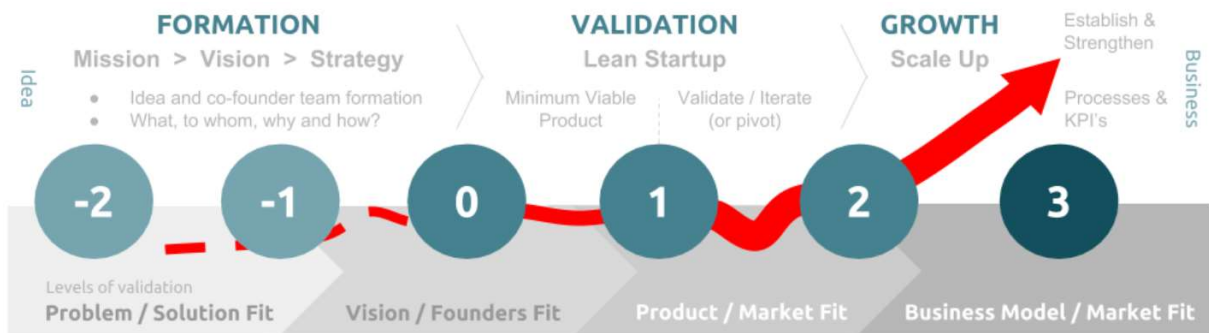 FORMATION
Mission > Vision > Strategy
● Idea and co-founder team formation
● What, to whom, why and how?
VALIDATION
Lean Startup
Minimum Viable
Product
Validate / Iterate
(or pivot)
GROWTH
Scale Up
Establish &
Strengthen
Processes &
KPI's
Idea
Business
-2
-1
0
1
2
3
Levels of validation
Problem / Solution Fit
Vision / Founders Fit
Product / Market Fit
Business Model / Market Fit